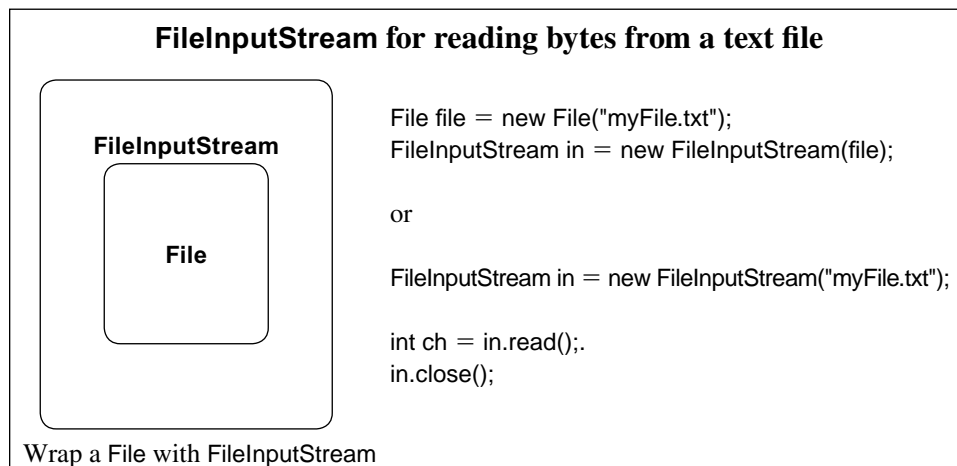 FileInputStream for reading bytes from a text file
FileInputStream
File
File file = new File("myFile.txt");
FileInputStream in = new FileInputStream(file);
or
FileInputStream in = new FileInputStream("myFile.txt");
int ch = in.read();.
in.close();
Wrap a File with FileInputStream